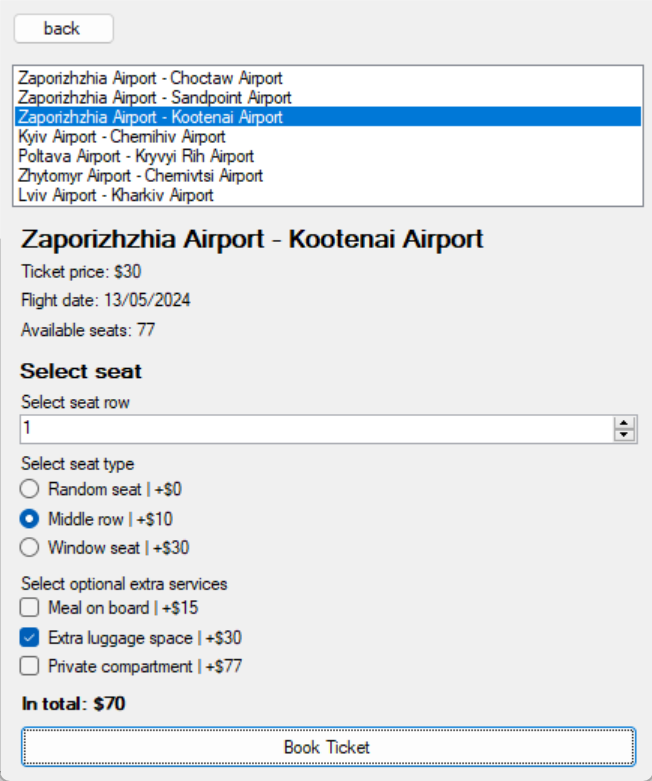 back
Zaporizhzhia Airport - Choctaw Airport
Zaporizhzhia Airport - Sandpoint Airport
Zaporizhzhia Airport - Kootenai Airport
Kyiv Airport - Chernihiv Airport
Poltava Airport - Kryvyi Rih Airport
Zhytomyr Airport - Chernivtsi Airport
Lviv Airport - Kharkiv Airport
Zaporizhzhia Airport - Kootenai Airport
Ticket price: $30
Flight date: 13/05/2024
Available seats: 77
Select seat
Select seat row
1
Select seat type
Random seat | +$0
Middle row | +$10
Window seat | +$30
Select optional extra services
Meal on board | +$15
Extra luggage space | +$30
Private compartment | +$77
In total: $70
Book Ticket